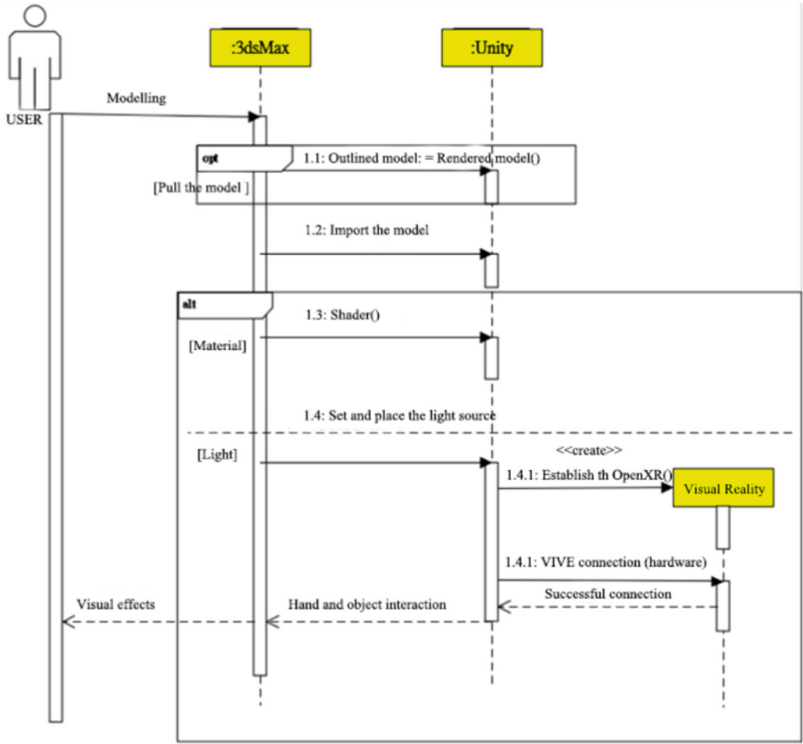 :3dsMax
:Unity
USER
Modelling
opt
1.1: Outlined model: = Rendered model()
[Pull the model ]
1.2: Import the model
alt
1.3: Shader()
[Material]
1.4: Set and place the light source
[Light]
<<create>>
1.4.1: Establish th OpenXR()
Visual Reality
1.4.1: VIVE connection (hardware)
Successful connection
Visual effects
Hand and object interaction